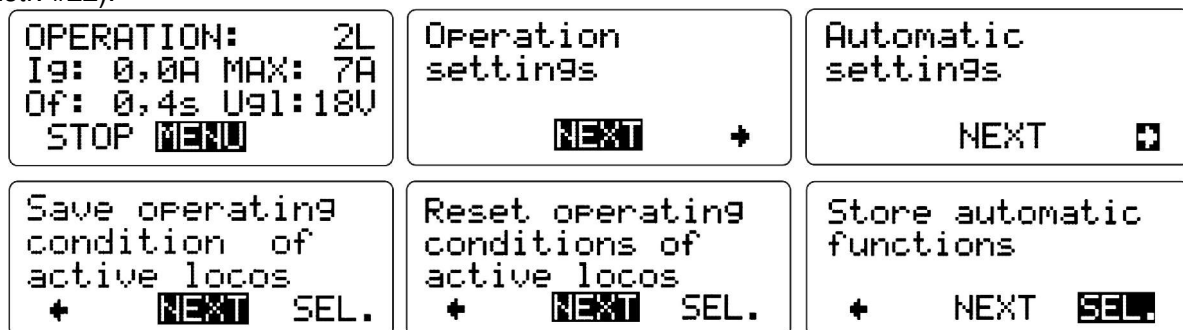 OPERATION: 2L
Ig: 0,0A MAX: 7A
Of: 0,4s Ugl:18V
STOP MENU
Operation
settings
NEXT →
Automatic
settings
NEXT →
Save operating
condition of
active locos
← NEXT SEL.
Reset operating
conditions of
active locos
← NEXT SEL.
Store automatic
functions
← NEXT SEL.